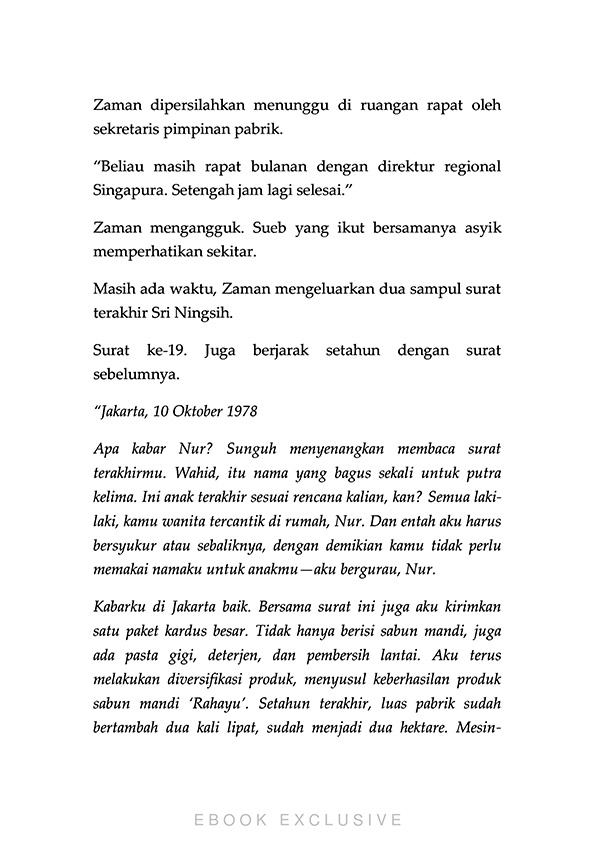 Zaman dipersilahkan menunggu di ruangan rapat oleh
sekretaris pimpinan pabrik.
“Beliau masih rapat bulanan dengan direktur regional
Singapura. Setengah jam lagi selesai.”
Zaman mengangguk. Sueb yang ikut bersamanya asyik
memperhatikan sekitar.
Masih ada waktu, Zaman mengeluarkan dua sampul surat
terakhir Sri Ningsih.
Surat ke-19. Juga berjarak setahun dengan surat
sebelumnya.
“Jakarta, 10 Oktober 1978
Apa kabar Nur? Sunguh menyenangkan membaca surat
terakhirmu. Wahid, itu nama yang bagus sekali untuk putra
kelima. Ini anak terakhir sesuai rencana kalian, kan? Semua laki-
laki, kamu wanita tercantik di rumah, Nur. Dan entah aku harus
bersyukur atau sebaliknya, dengan demikian kamu tidak perlu
memakai namaku untuk anakmu—aku bergurau, Nur.
Kabarku di Jakarta baik. Bersama surat ini juga aku kirimkan
satu paket kardus besar. Tidak hanya berisi sabun mandi, juga
ada pasta gigi, deterjen, dan pembersih lantai. Aku terus
melakukan diversifikasi produk, menyusul keberhasilan produk
sabun mandi ‘Rahayu’. Setahun terakhir, luas pabrik sudah
bertambah dua kali lipat, sudah menjadi dua hektare. Mesin-
EBOOK EXCLUSIVE